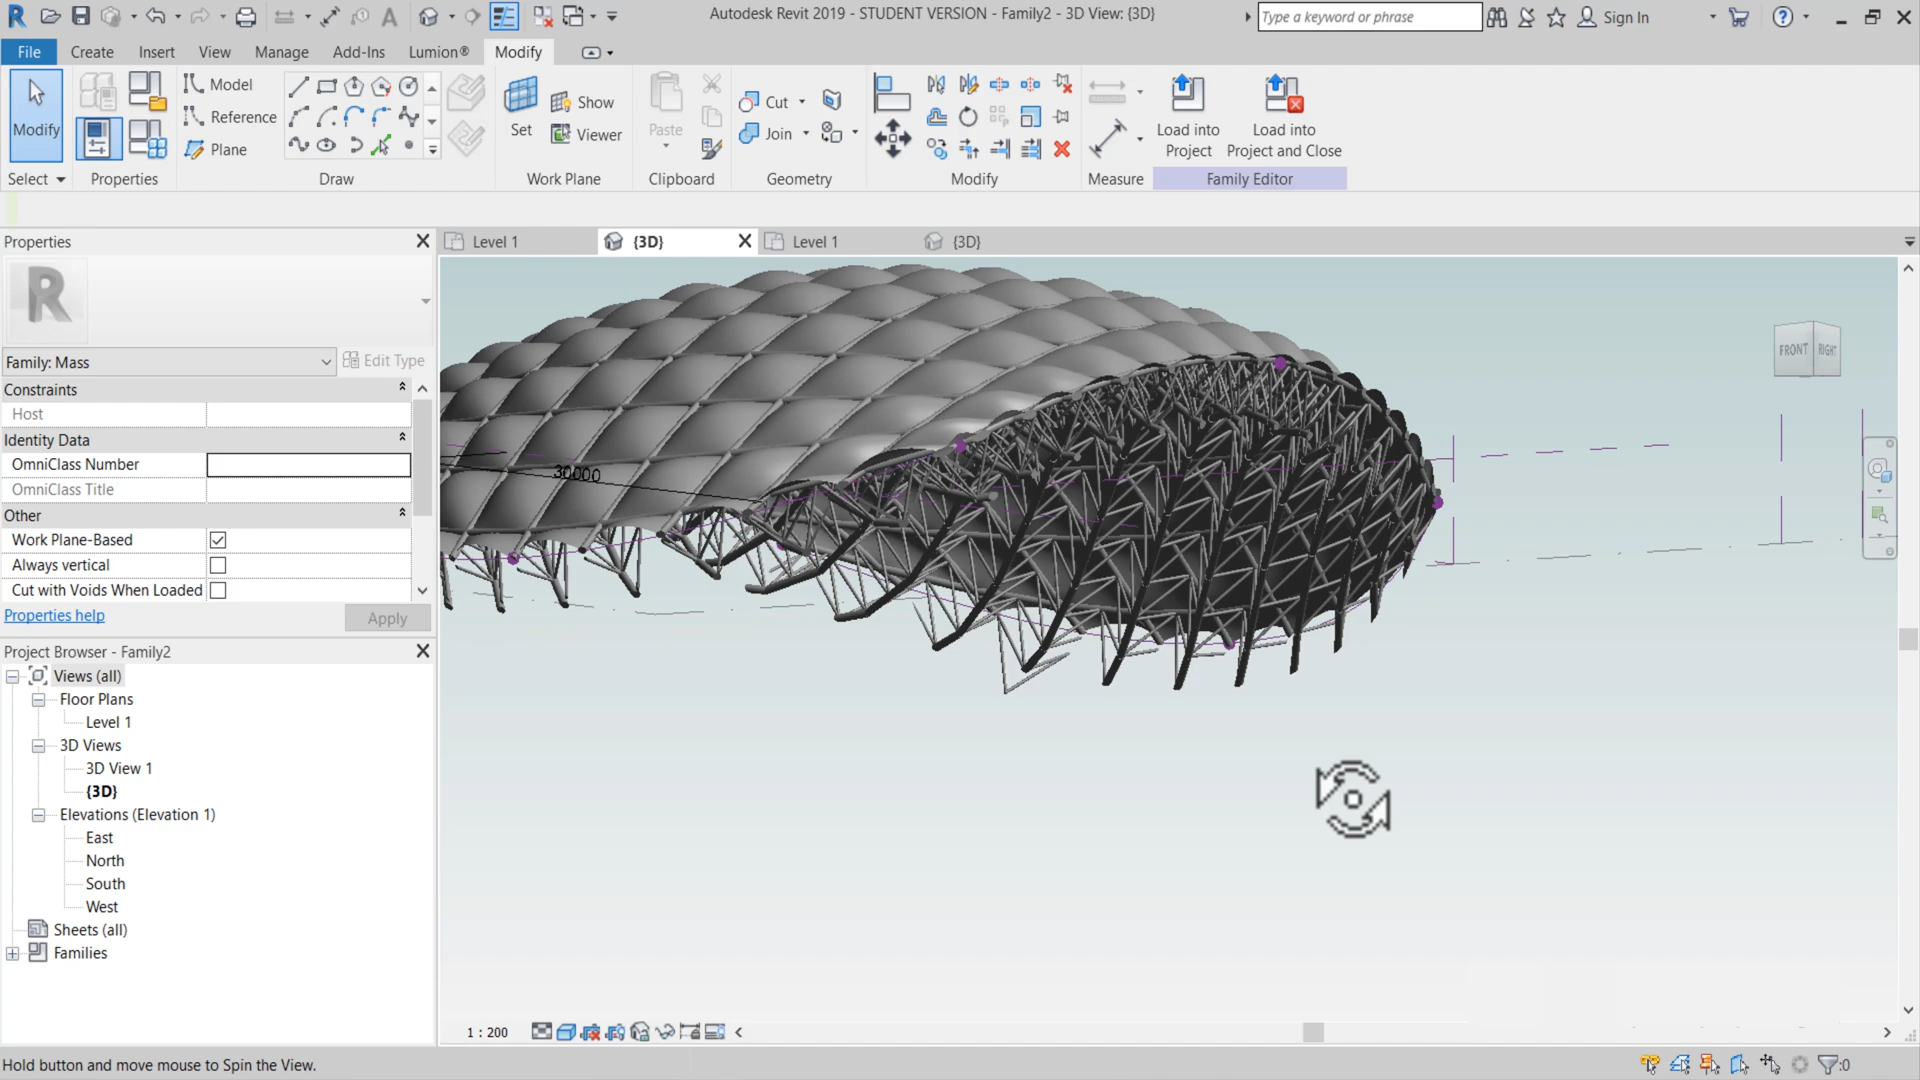 Autodesk Revit 2019 - STUDENT VERSION - Family2 - 3D View: {3D}
Type a keyword or phrase
Sign In
File
Create
Insert
View
Manage
Add-Ins
Lumion®
Modify
Modify
Model
Reference
Plane
Set
Show
Viewer
Paste
Cut
Join
Load into
Project
Load into
Project and Close
Select
Properties
Draw
Work Plane
Clipboard
Geometry
Modify
Measure
Family Editor
Properties
Level 1
{3D}
Level 1
{3D}
R
Family: Mass
Edit Type
Constraints
Host
Identity Data
OmniClass Number
OmniClass Title
Other
Work Plane-Based
Always vertical
Cut with Voids When Loaded
Properties help
Apply
30000
FRONT
RIGHT
Project Browser - Family2
Views (all)
Floor Plans
Level 1
3D Views
3D View 1
{3D}
Elevations (Elevation 1)
East
North
South
West
Sheets (all)
Families
1 : 200
Hold button and move mouse to Spin the View.
:0